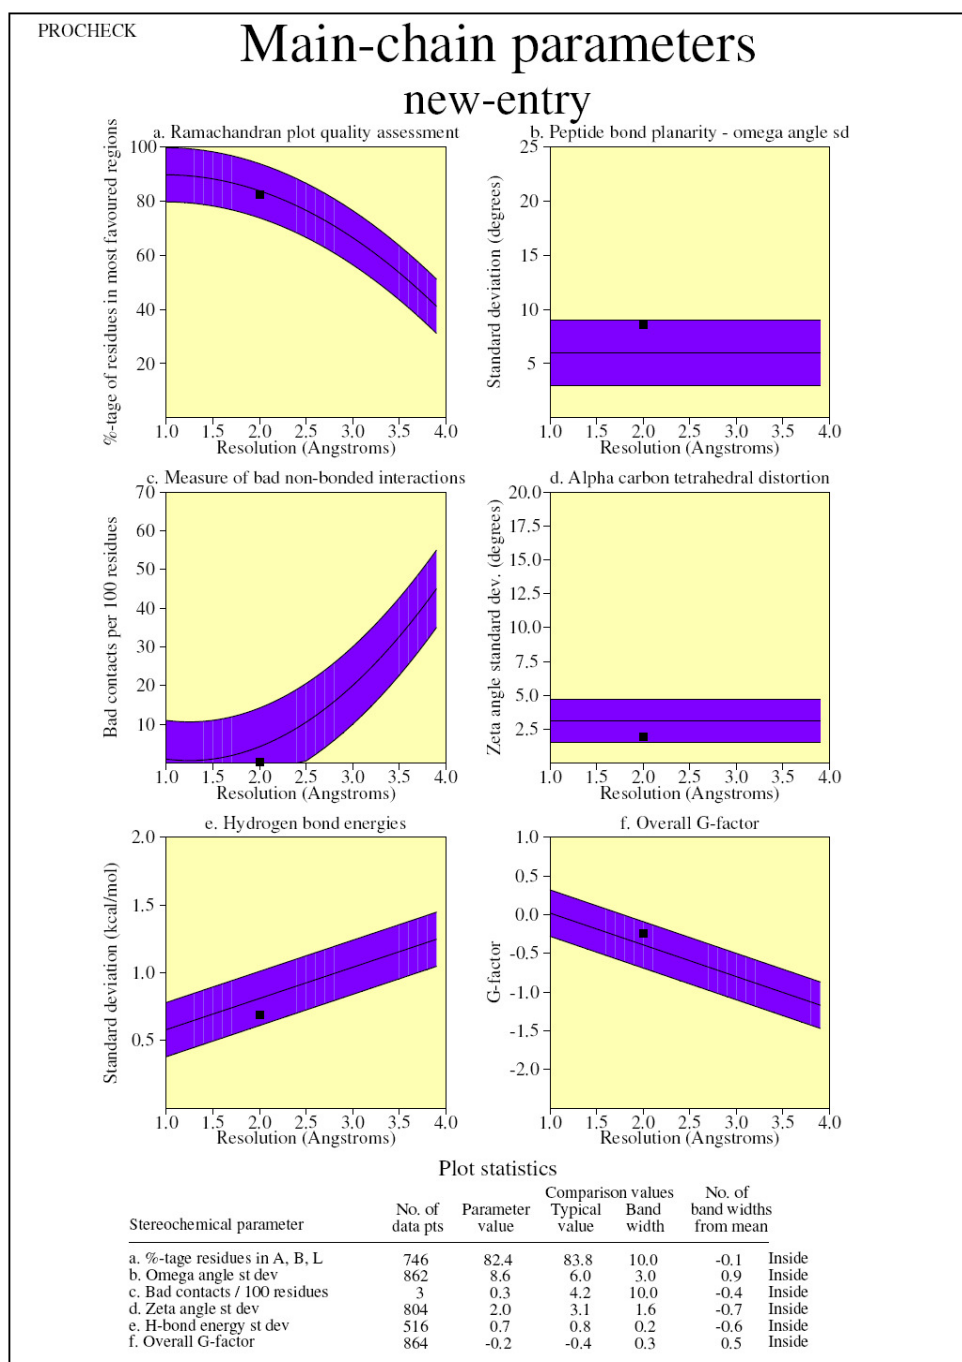 PROCHECK
Main-chain parameters
new-entry
a. Ramachandran plot quality assessment
%-tage of residues in most favoured regions
100
80
60
40
20
1.0 1.5 2.0 2.5 3.0 3.5 4.0
Resolution (Angstroms)
b. Peptide bond planarity - omega angle sd
Standard deviation (degrees)
25
20
15
10
5
1.0 1.5 2.0 2.5 3.0 3.5 4.0
Resolution (Angstroms)
c. Measure of bad non-bonded interactions
Bad contacts per 100 residues
70
60
50
40
30
20
10
1.0 1.5 2.0 2.5 3.0 3.5 4.0
Resolution (Angstroms)
d. Alpha carbon tetrahedral distortion
Zeta angle standard dev. (degrees)
20.0
17.5
15.0
12.5
10.0
7.5
5.0
2.5
1.0 1.5 2.0 2.5 3.0 3.5 4.0
Resolution (Angstroms)
e. Hydrogen bond energies
Standard deviation (kcal/mol)
2.0
1.5
1.0
0.5
1.0 1.5 2.0 2.5 3.0 3.5 4.0
Resolution (Angstroms)
f. Overall G-factor
G-factor
1.0
0.5
0.0
-0.5
-1.0
-1.5
-2.0
1.0 1.5 2.0 2.5 3.0 3.5 4.0
Resolution (Angstroms)
Plot statistics
Comparison values No. of
No. of Parameter Typical Band band widths
Stereochemical parameter data pts value value width from mean
a. %-tage residues in A, B, L 746 82.4 83.8 10.0 -0.1 Inside
b. Omega angle st dev 862 8.6 6.0 3.0 0.9 Inside
c. Bad contacts / 100 residues 3 0.3 4.2 10.0 -0.4 Inside
d. Zeta angle st dev 804 2.0 3.1 1.6 -0.7 Inside
e. H-bond energy st dev 516 0.7 0.8 0.2 -0.6 Inside
f. Overall G-factor 864 -0.2 -0.4 0.3 0.5 Inside